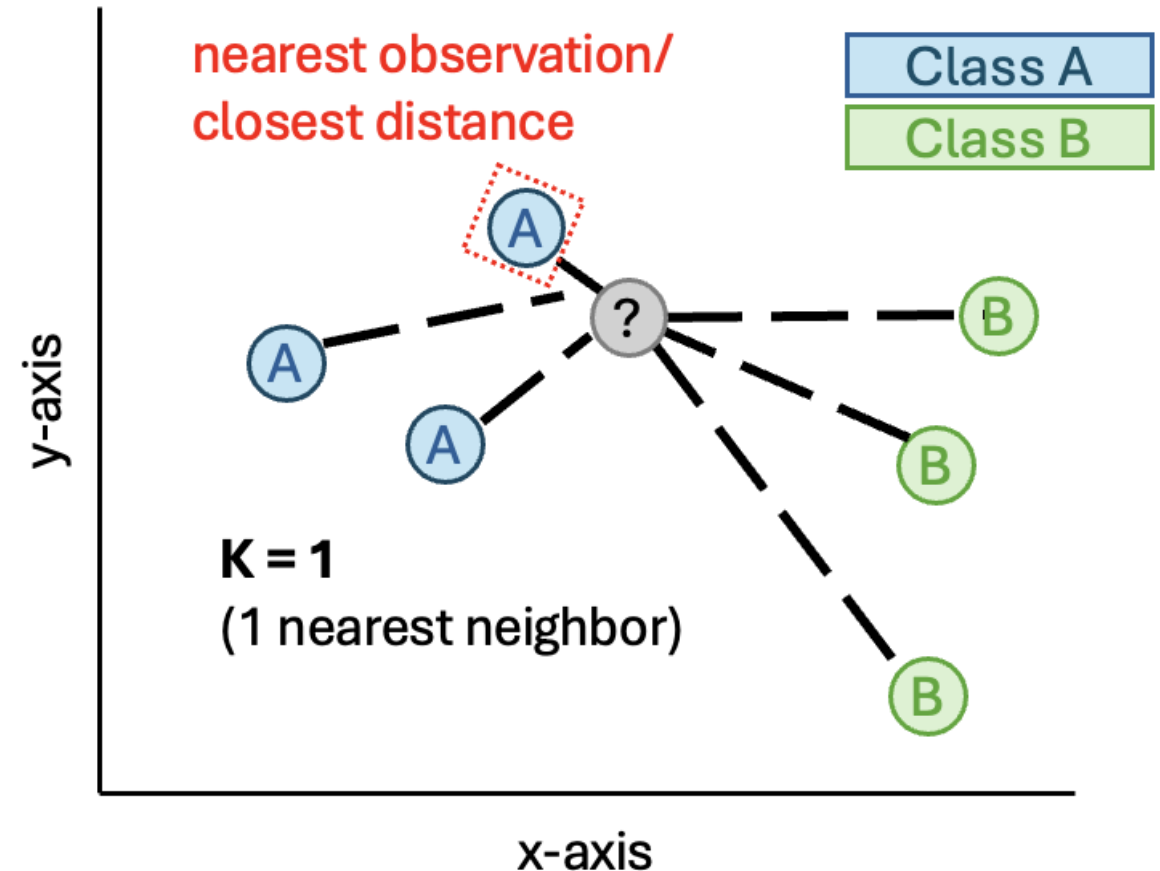 nearest observation/
closest distance
Class A
Class B
A
?
B
A
A
B
K = 1
(1 nearest neighbor)
B
y-axis
x-axis